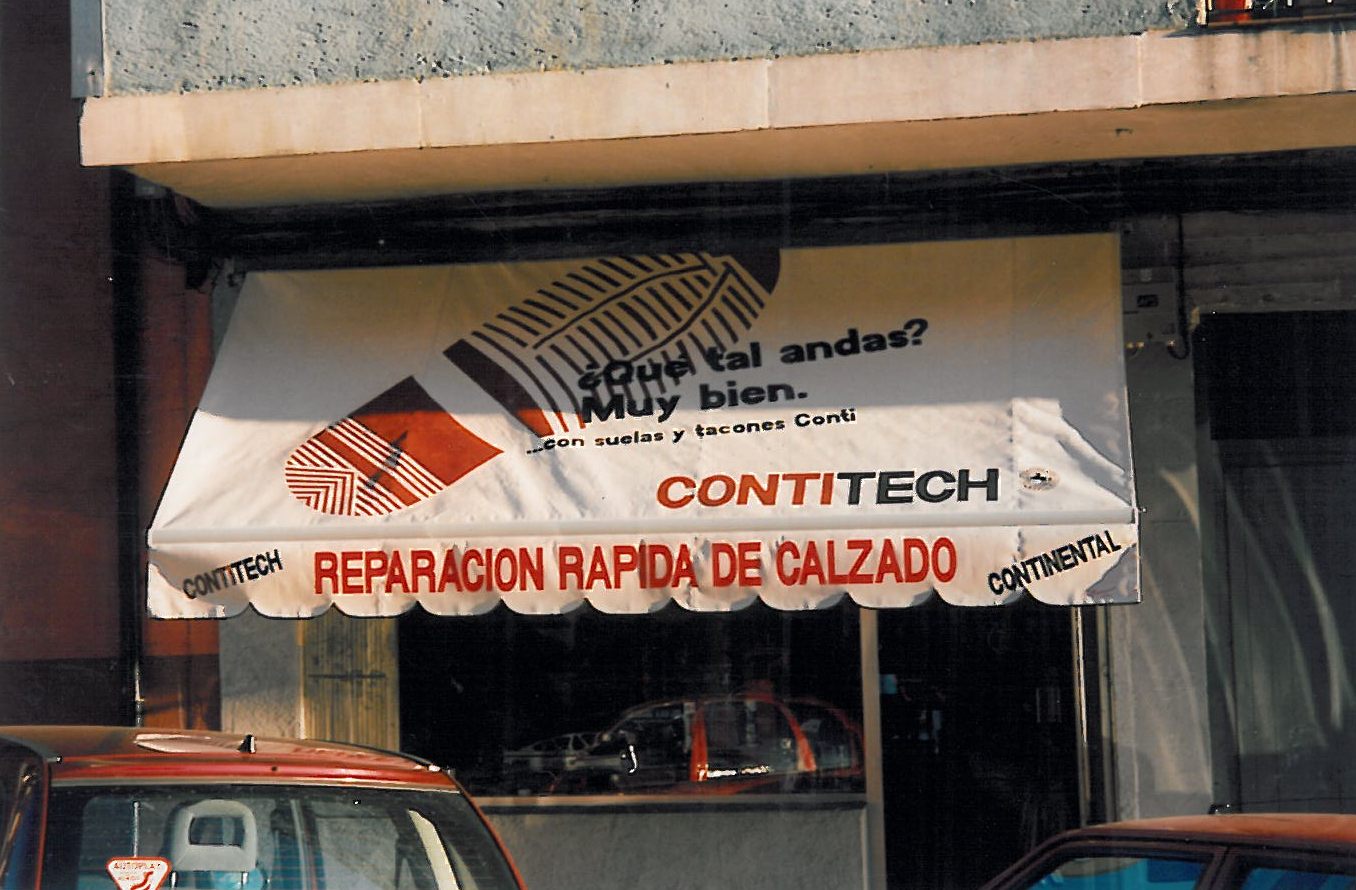 ¿Que tal andas?
Muy bien.
...con suelas y tacones Conti
CONTITECH
CONTITECH
REPARACION RAPIDA DE CALZADO
CONTINENTAL